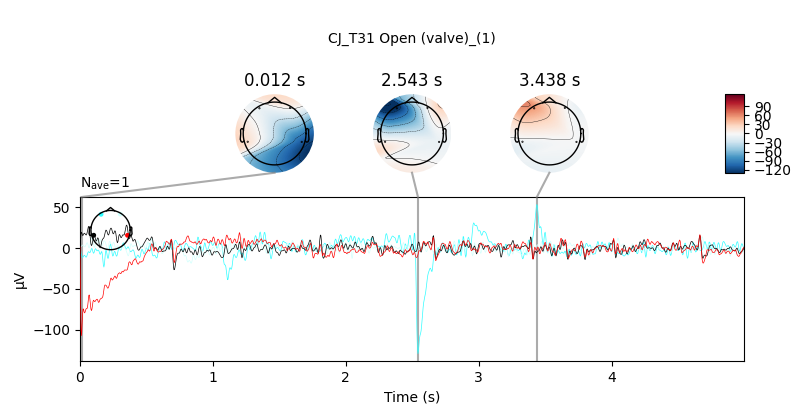 CJ_T31 Open (valve)_(1)
0.012 s 2.543 s 3.438 s
90
60
30
0
−30
−60
−90
−120
Nave=1
50
0
−50
−100
µV
0 1 2 3 4
Time (s)